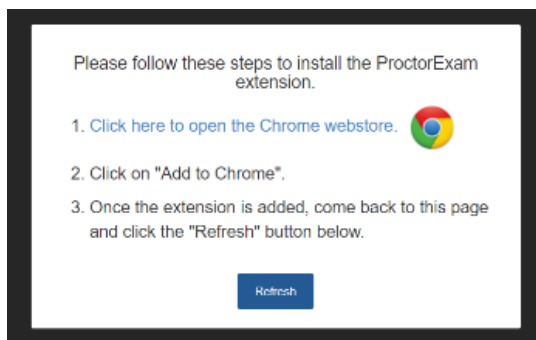 Please follow these steps to install the ProctorExam
extension.
1. Click here to open the Chrome webstore.
2. Click on "Add to Chrome".
3. Once the extension is added, come back to this page
and click the "Refresh" button below.
Refresh